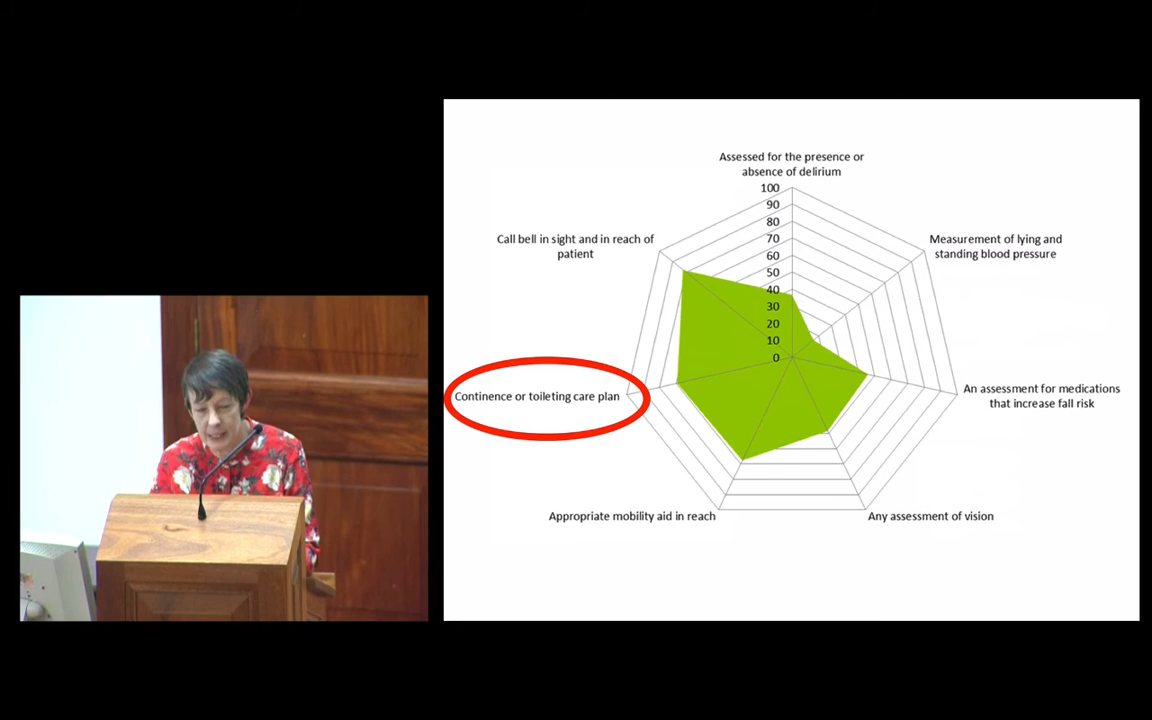 Assessed for the presence or
absence of delirium
100
90
80
70
60
50
40
30
20
10
0
Call bell in sight and in reach of
patient
Measurement of lying and
standing blood pressure
Continence or toileting care plan
An assessment for medications
that increase fall risk
Appropriate mobility aid in reach
Any assessment of vision